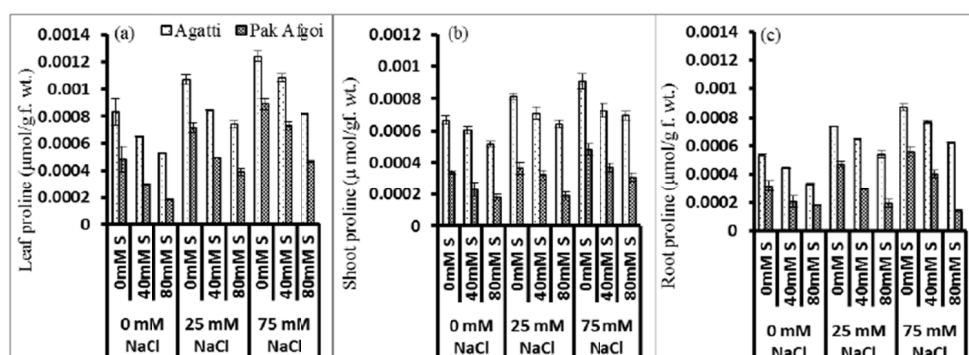 (a) Agatti Pak Afgoi
Leaf proline (µmol/g f. wt.)
0.0014
0.0012
0.001
0.0008
0.0006
0.0004
0.0002
0
0mM S 40mM S 80mM S 0mM S 40mM S 80mM S 0mM S 40mM S 80mM S
0 mM NaCl 25 mM NaCl 75 mM NaCl
(b)
Shoot proline (µ mol/g f. wt.)
0.0012
0.001
0.0008
0.0006
0.0004
0.0002
0
0mM S 40mM S 80mM S 0mM S 40mM S 80mM S 0mM S 40mM S 80mM S
0 mM NaCl 25 mM NaCl 75 mM NaCl
(c)
Root proline (µmol/g f. wt.)
0.0014
0.0012
0.001
0.0008
0.0006
0.0004
0.0002
0
0mM S 40mM S 80mM S 0mM S 40mM S 80mM S 0mM S 40mM S 80mM S
0 mM NaCl 25 mM NaCl 75 mM NaCl